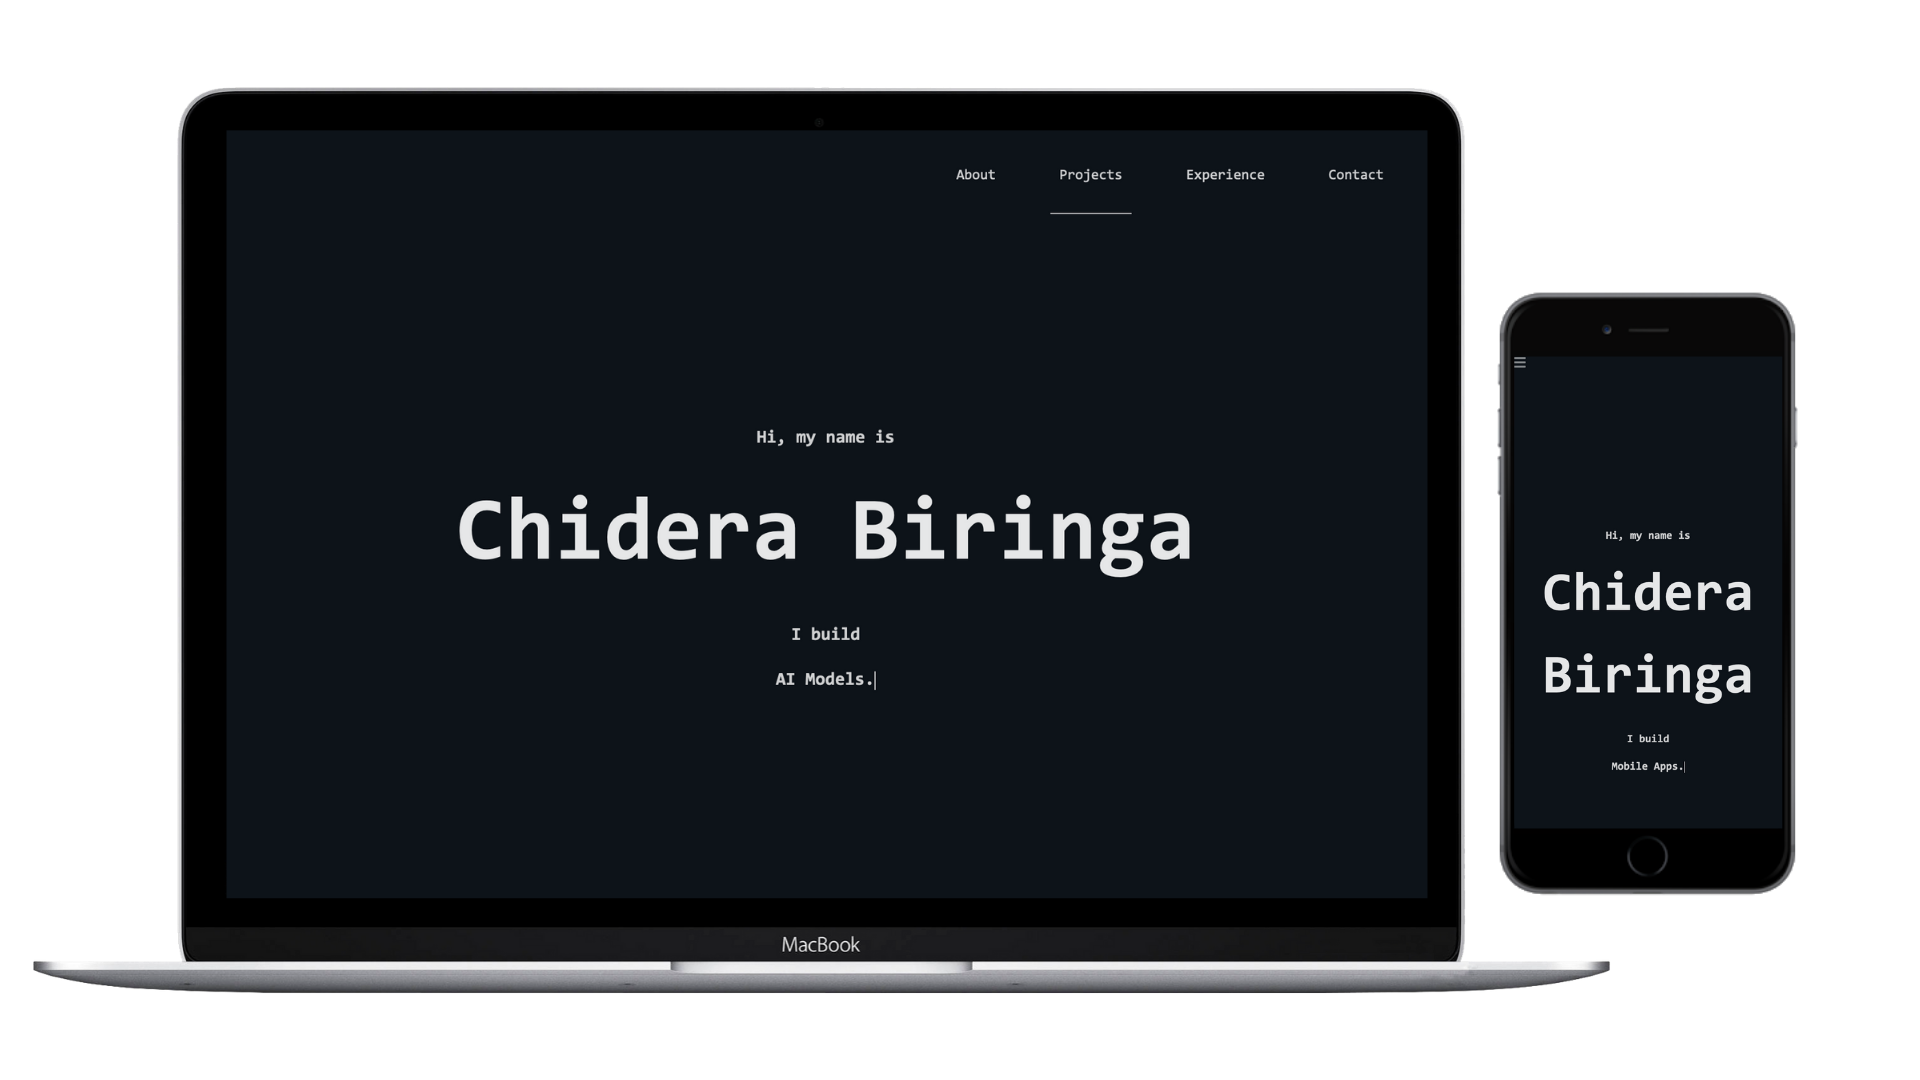 About Projects Experience Contact
Hi, my name is
Chidera Biringa
I build
AI Models.
MacBook
Hi, my name is
Chidera
Biringa
I build
Mobile Apps.